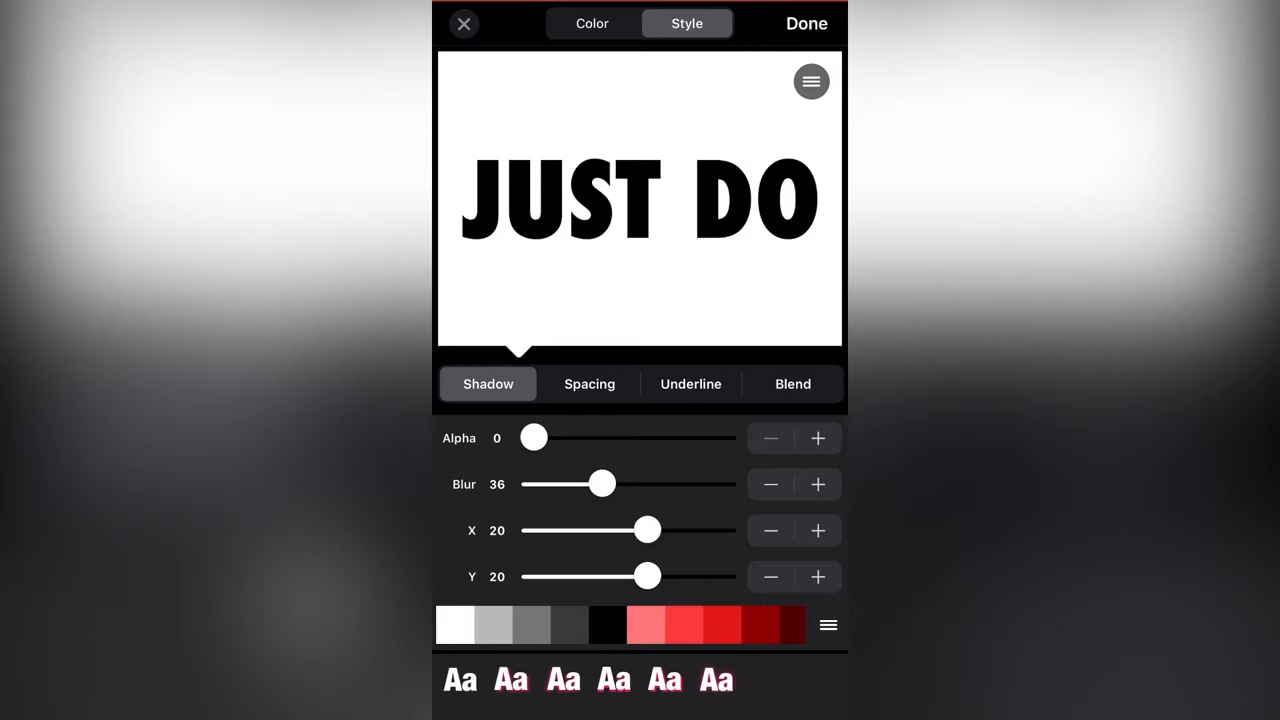 Color Style Done
JUST DO
Shadow Spacing Underline Blend
Alpha 0
Blur 36
X 20
Y 20
Aa Aa Aa Aa Aa Aa